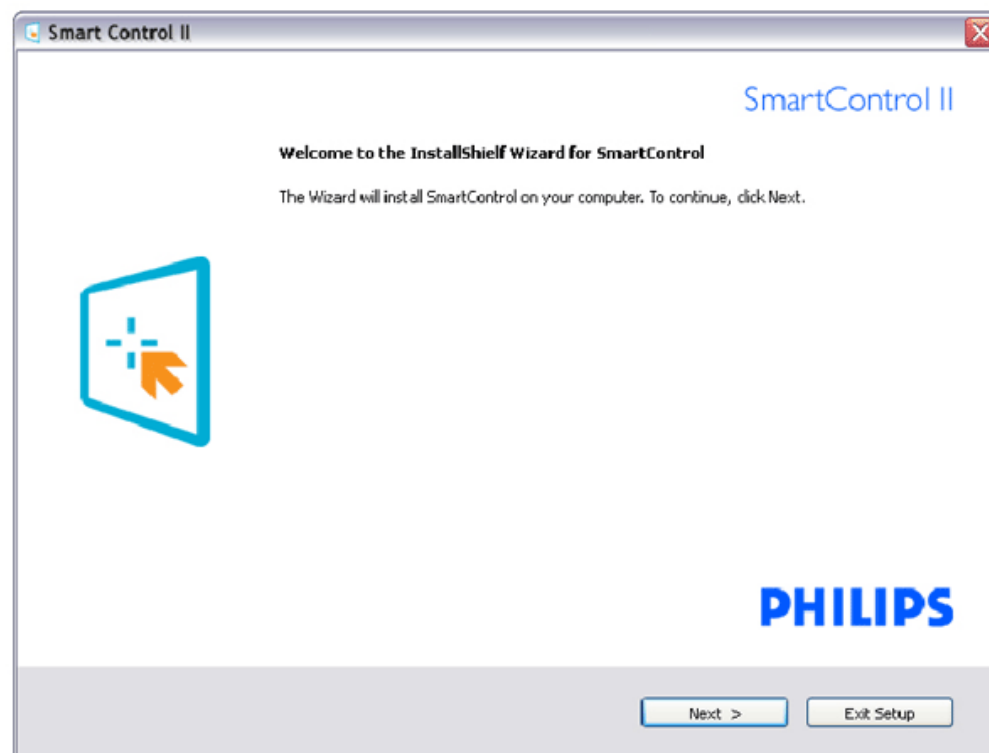 Smart Control II
SmartControl II
Welcome to the InstallShielf Wizard for SmartControl
The Wizard will install SmartControl on your computer. To continue, click Next.
PHILIPS
Next >
Exit Setup